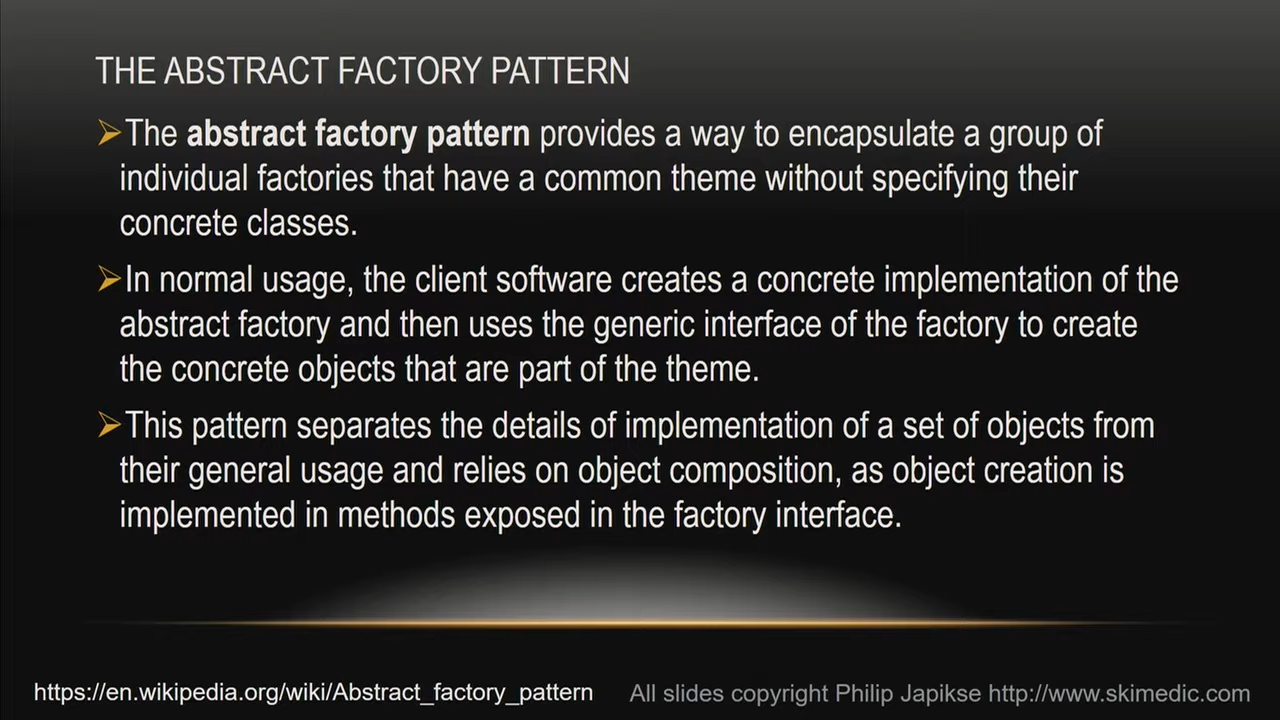 THE ABSTRACT FACTORY PATTERN
The abstract factory pattern provides a way to encapsulate a group of
individual factories that have a common theme without specifying their
concrete classes.
In normal usage, the client software creates a concrete implementation of the
abstract factory and then uses the generic interface of the factory to create
the concrete objects that are part of the theme.
This pattern separates the details of implementation of a set of objects from
their general usage and relies on object composition, as object creation is
implemented in methods exposed in the factory interface.
https://en.wikipedia.org/wiki/Abstract_factory_pattern
All slides copyright Philip Japikse http://www.skimedic.com